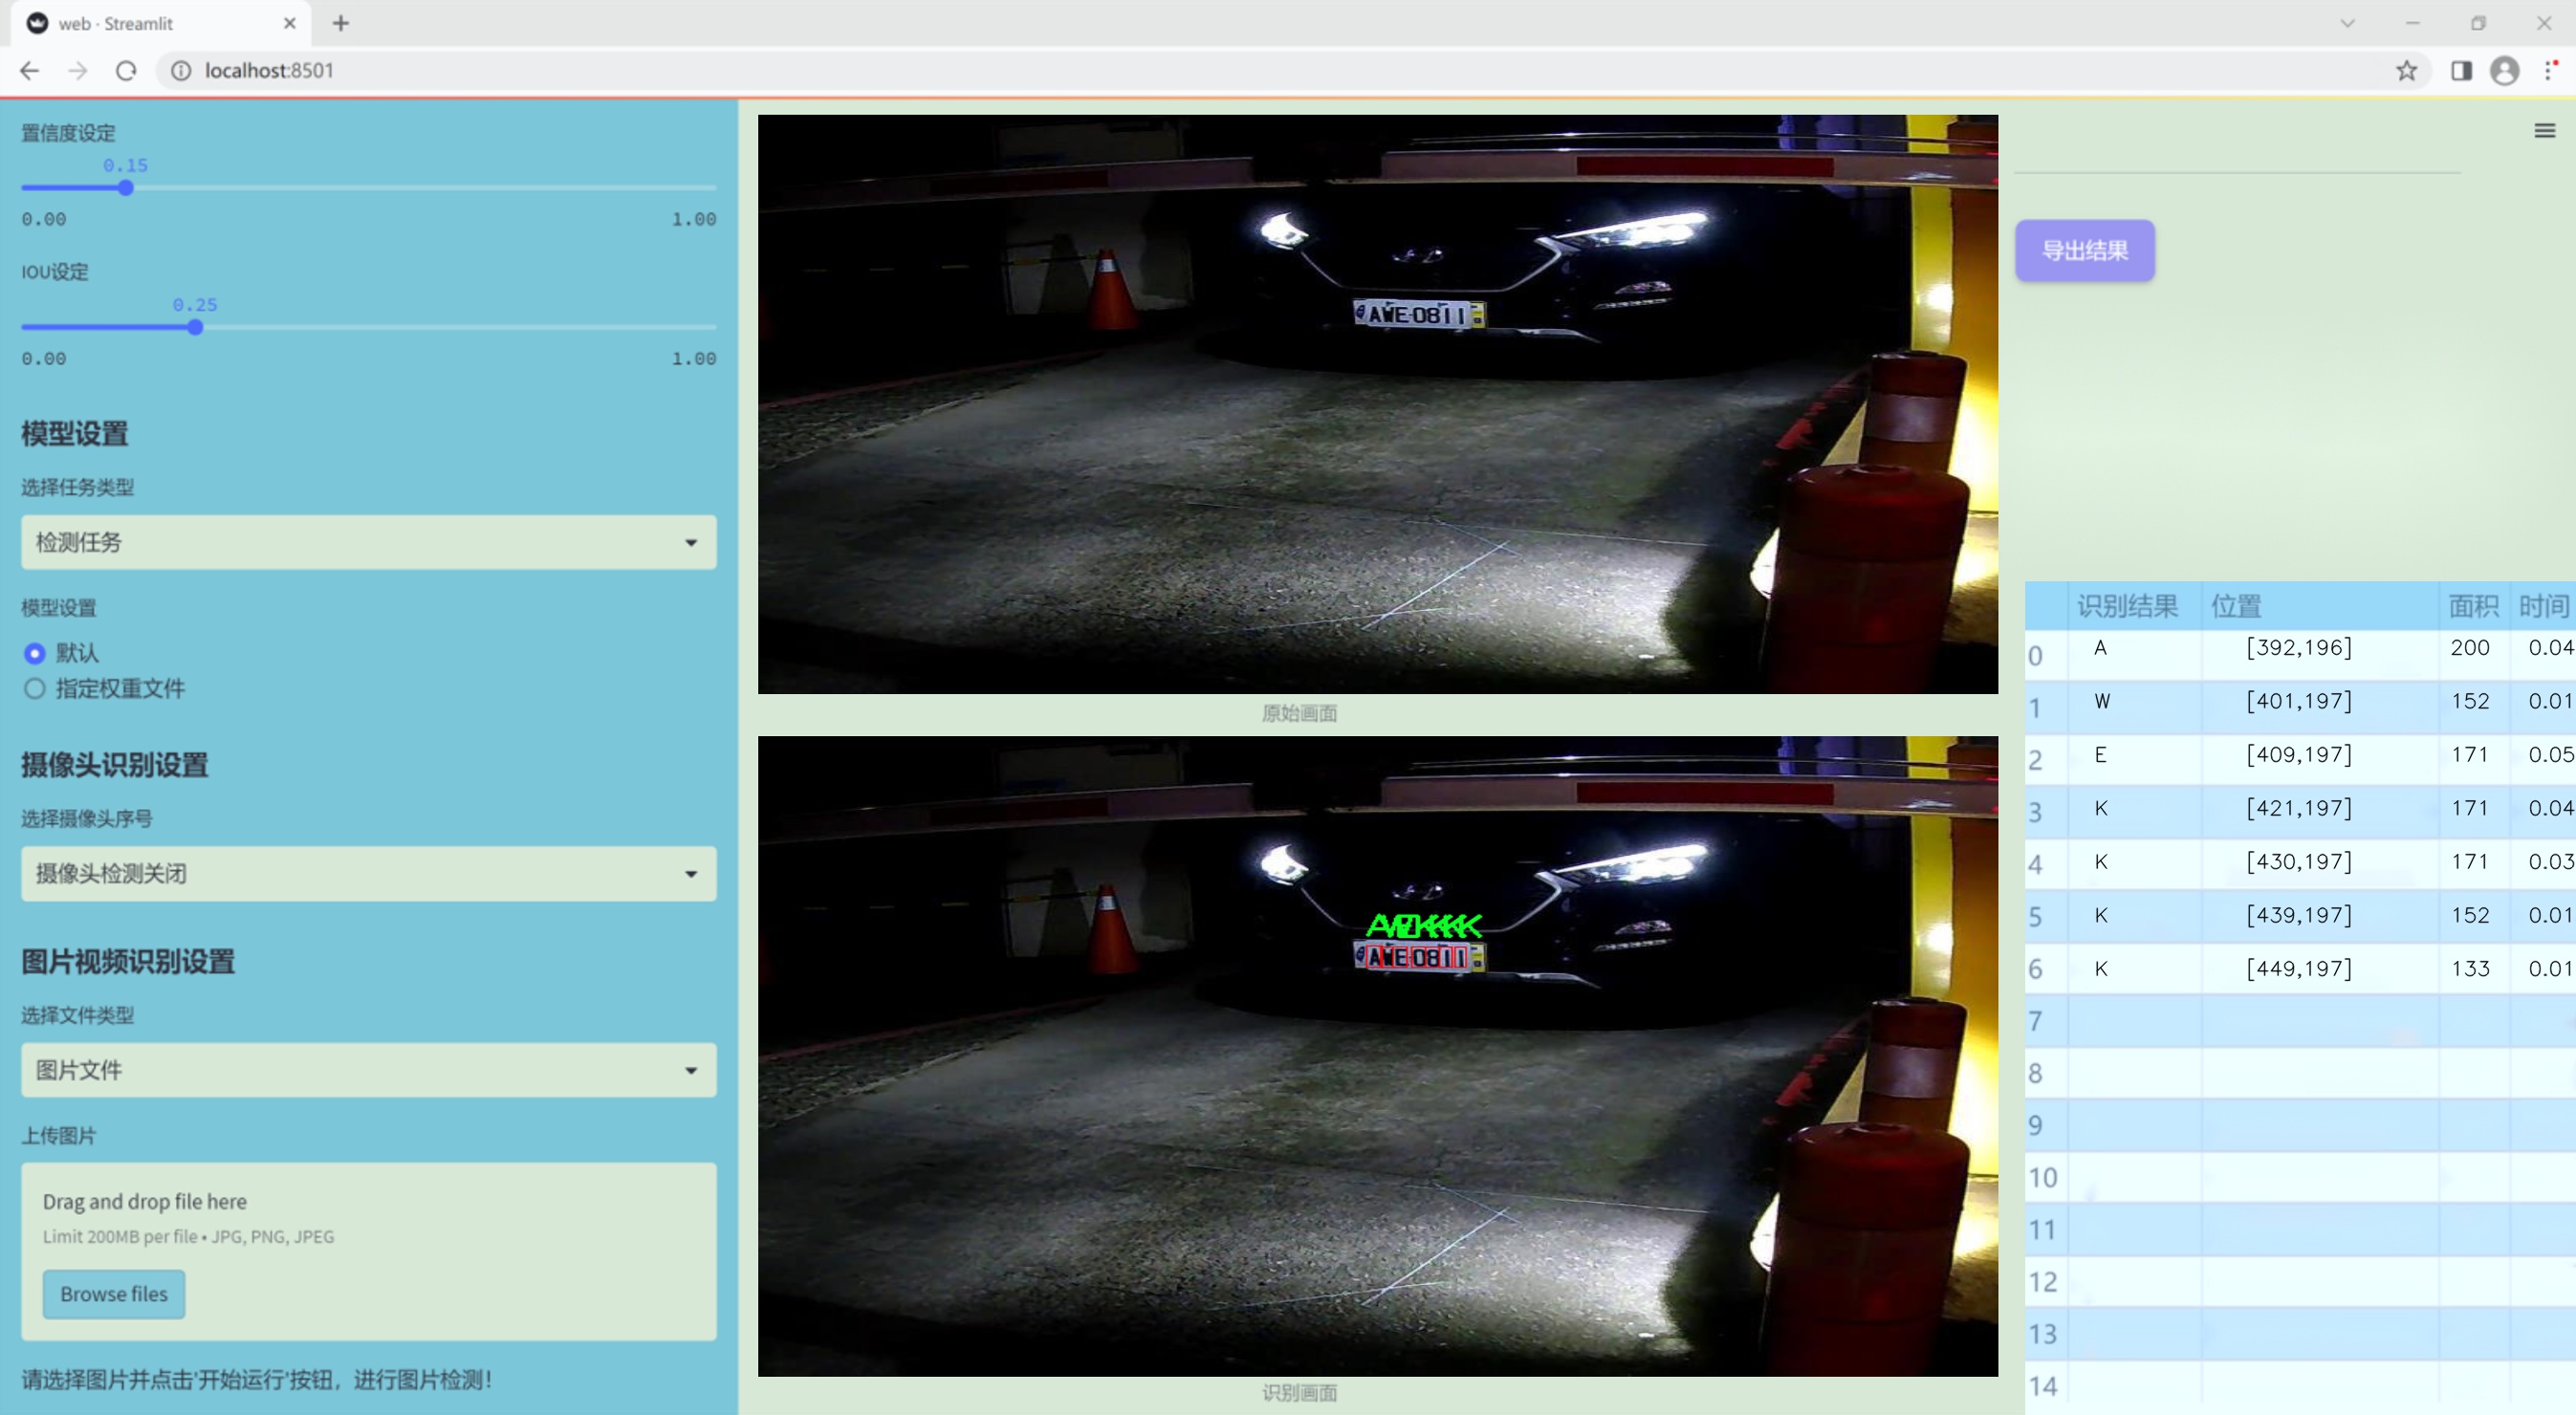 web · Streamlit
localhost:8501
置信度设定
0.15
0.00 1.00
IOU设定
0.25
0.00 1.00
模型设置
选择任务类型
检测任务
模型设置
默认
指定权重文件
摄像头识别设置
选择摄像头序号
摄像头检测关闭
图片视频识别设置
选择文件类型
图片文件
上传图片
Drag and drop file here
Limit 200MB per file • JPG, PNG, JPEG
Browse files
请选择图片并点击'开始运行'按钮，进行图片检测！
AWE-0811
原始画面
AWEKKKK
AWE-0811
识别画面
导出结果
识别结果 位置 面积 时间
0 A [392,196] 200 0.04
1 W [401,197] 152 0.01
2 E [409,197] 171 0.05
3 K [421,197] 171 0.04
4 K [430,197] 171 0.03
5 K [439,197] 152 0.01
6 K [449,197] 133 0.01
7
8
9
10
11
12
13
14